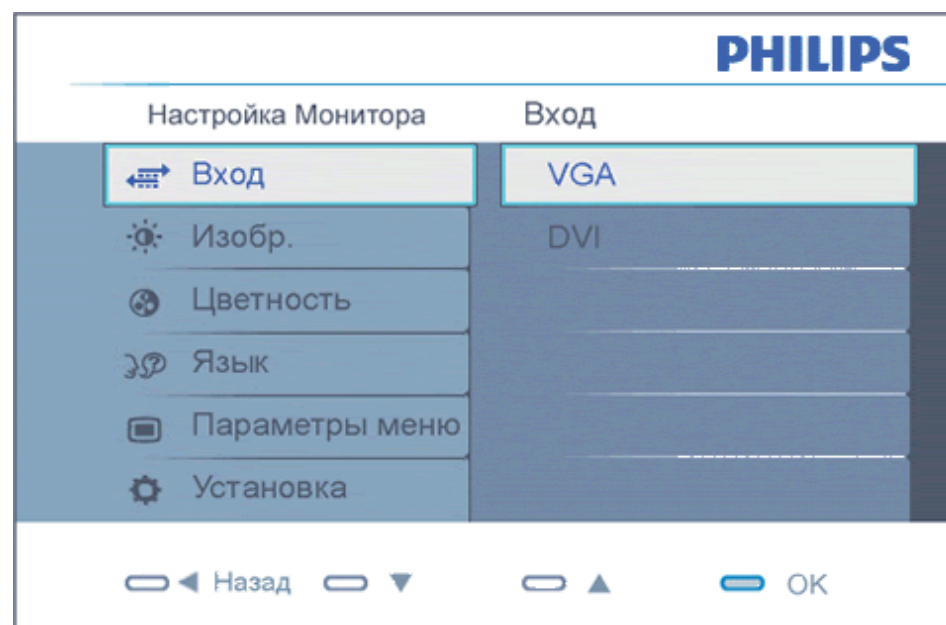 PHILIPS
Настройка Монитора Вход
Вход VGA
Изобр. DVI
Цветность
Язык
Параметры меню
Установка
Назад OK